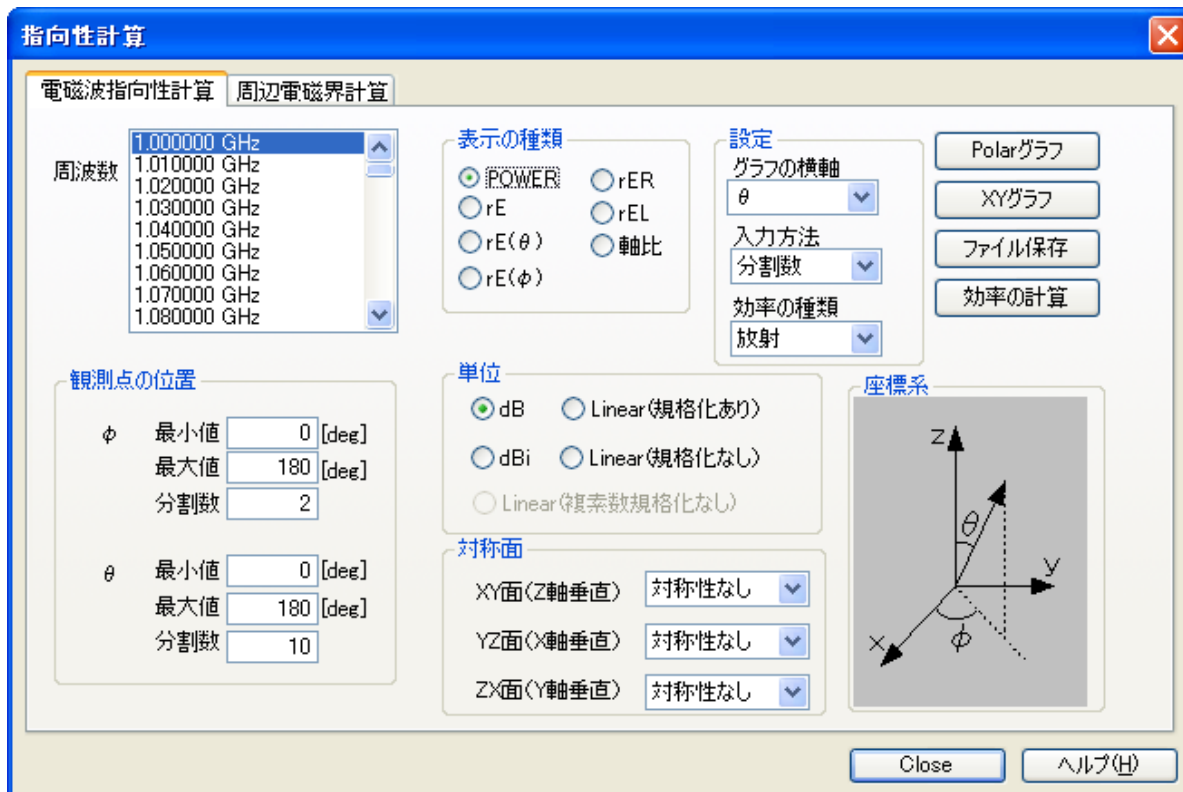 指向性計算
電磁波指向性計算
周辺電磁界計算
周波数
1.000000 GHz
1.010000 GHz
1.020000 GHz
1.030000 GHz
1.040000 GHz
1.050000 GHz
1.060000 GHz
1.070000 GHz
1.080000 GHz
表示の種類
POWER
rE
rE(θ)
rE(φ)
rER
rEL
軸比
設定
グラフの横軸
θ
入力方法
分割数
効率の種類
放射
Polarグラフ
XYグラフ
ファイル保存
効率の計算
観測点の位置
φ 最小値 0 [deg]
最大値 180 [deg]
分割数 2
θ 最小値 0 [deg]
最大値 180 [deg]
分割数 10
単位
dB Linear(規格化あり)
dBi Linear(規格化なし)
Linear(複素数規格化なし)
対称面
XY面(Z軸垂直) 対称性なし
YZ面(X軸垂直) 対称性なし
ZX面(Y軸垂直) 対称性なし
座標系
Z
θ
y
x
φ
Close
ヘルプ(H)